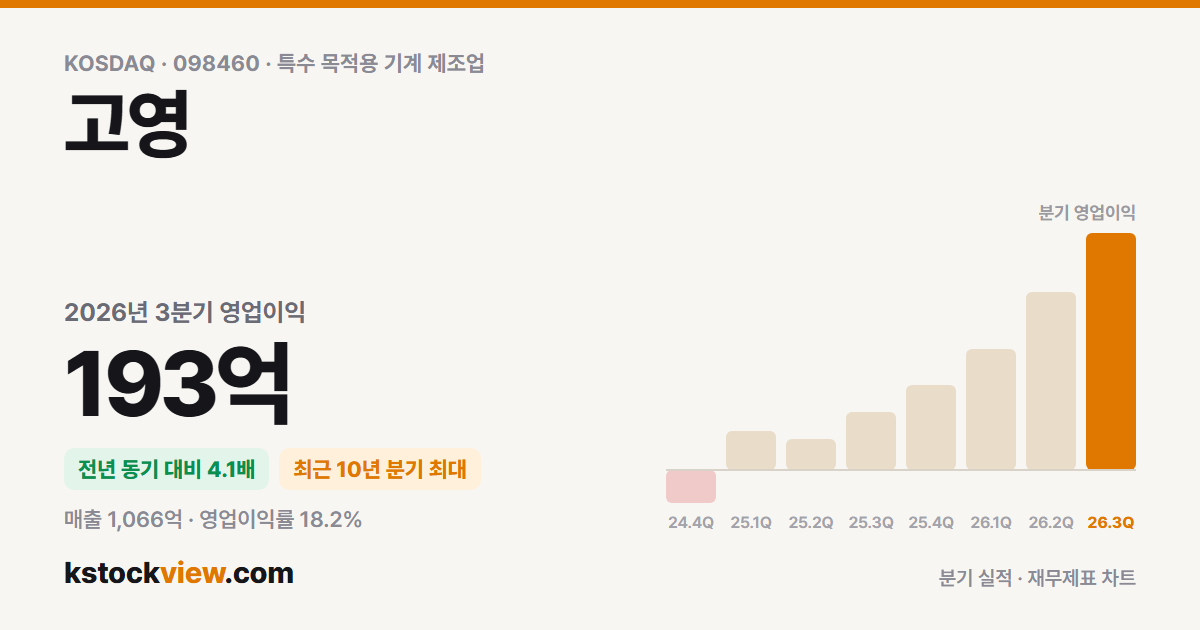 KOSDAQ · 098460 · 특수 목적용 기계 제조업
고영
2026년 3분기 영업이익
193억
전년 동기 대비 4.1배
최근 10년 분기 최대
매출 1,066억 · 영업이익률 18.2%
kstockview.com
분기 영업이익
24.4Q 25.1Q 25.2Q 25.3Q 25.4Q 26.1Q 26.2Q 26.3Q
분기 실적 · 재무제표 차트